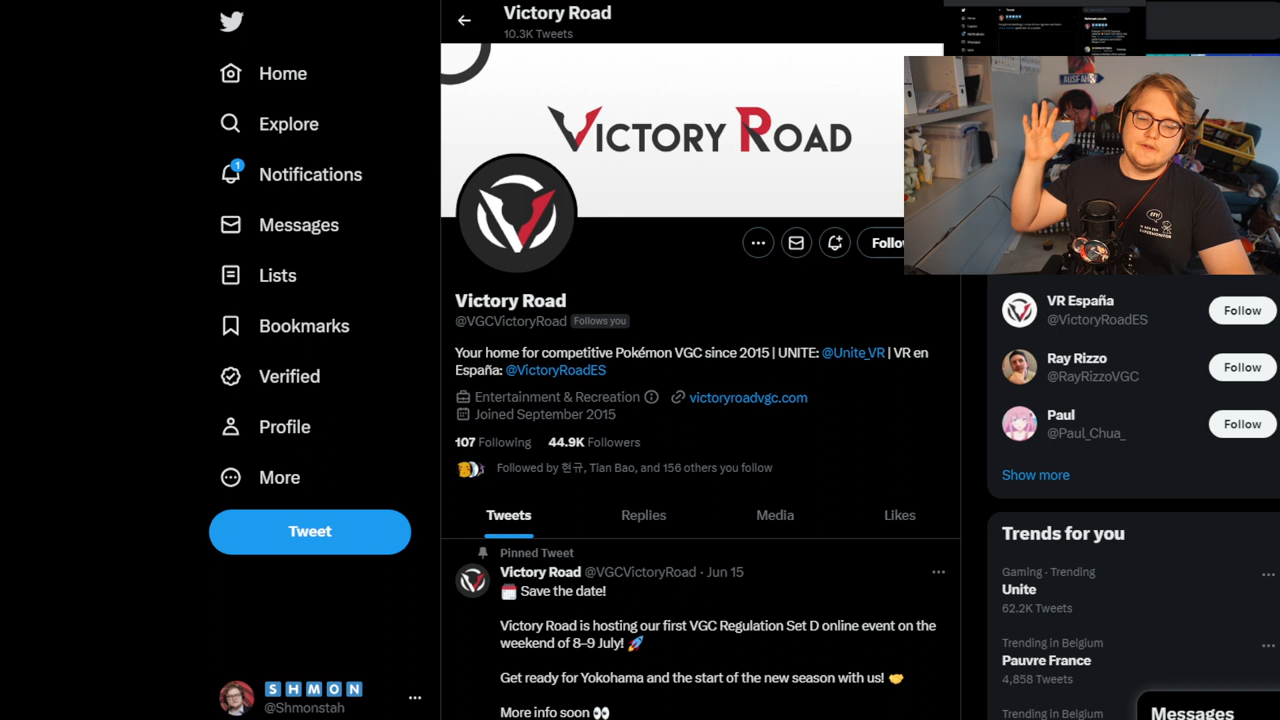 Victory Road
10.3K Tweets
VICTORY ROAD
Home
Explore
1
Notifications
Messages
Lists
Bookmarks
Verified
Profile
More
Tweet
S H M O N
@Shmonstah
Follo
Victory Road
@VGCVictoryRoad Follows you
Your home for competitive Pokémon VGC since 2015 | UNITE: @Unite_VR | VR en
España: @VictoryRoadES
Entertainment & Recreation victoryroadvgc.com
Joined September 2015
107 Following 44.9K Followers
Followed by 현규, Tian Bao, and 156 others you follow
Tweets Replies Media Likes
Pinned Tweet
Victory Road @VGCVictoryRoad · Jun 15
Save the date!
Victory Road is hosting our first VGC Regulation Set D online event on the
weekend of 8–9 July!
Get ready for Yokohama and the start of the new season with us!
More info soon
VR España
@VictoryRoadES
Follow
Ray Rizzo
@RayRizzoVGC
Follow
Paul
@Paul_Chua_
Follow
Show more
Trends for you
Gaming · Trending
Unite
62.2K Tweets
Trending in Belgium
Pauvre France
4,858 Tweets
Trending in Belgium
Messages